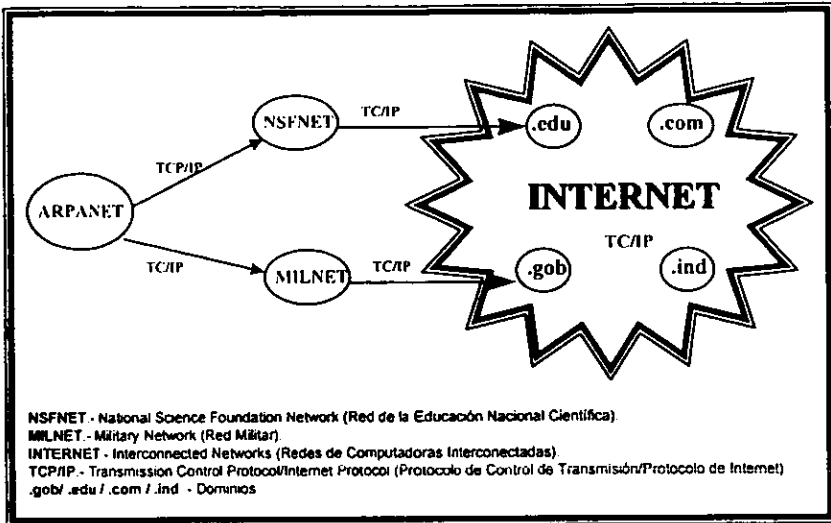 NSFNET
TC/IP
.edu
.com
TCP/IP
ARPANET
INTERNET
TC/IP
TC/IP
MILNET
TC/IP
.gob
.ind
NSFNET.- National Science Foundation Network (Red de la Educación Nacional Científica).
MILNET.- Military Network (Red Militar).
INTERNET - Interconnected Networks (Redes de Computadoras Interconectadas).
TCP/IP.- Transmission Control Protocol/Internet Protocol (Protocolo de Control de Transmisión/Protocolo de Internet)
.gob/ .edu / .com / .ind - Dominios